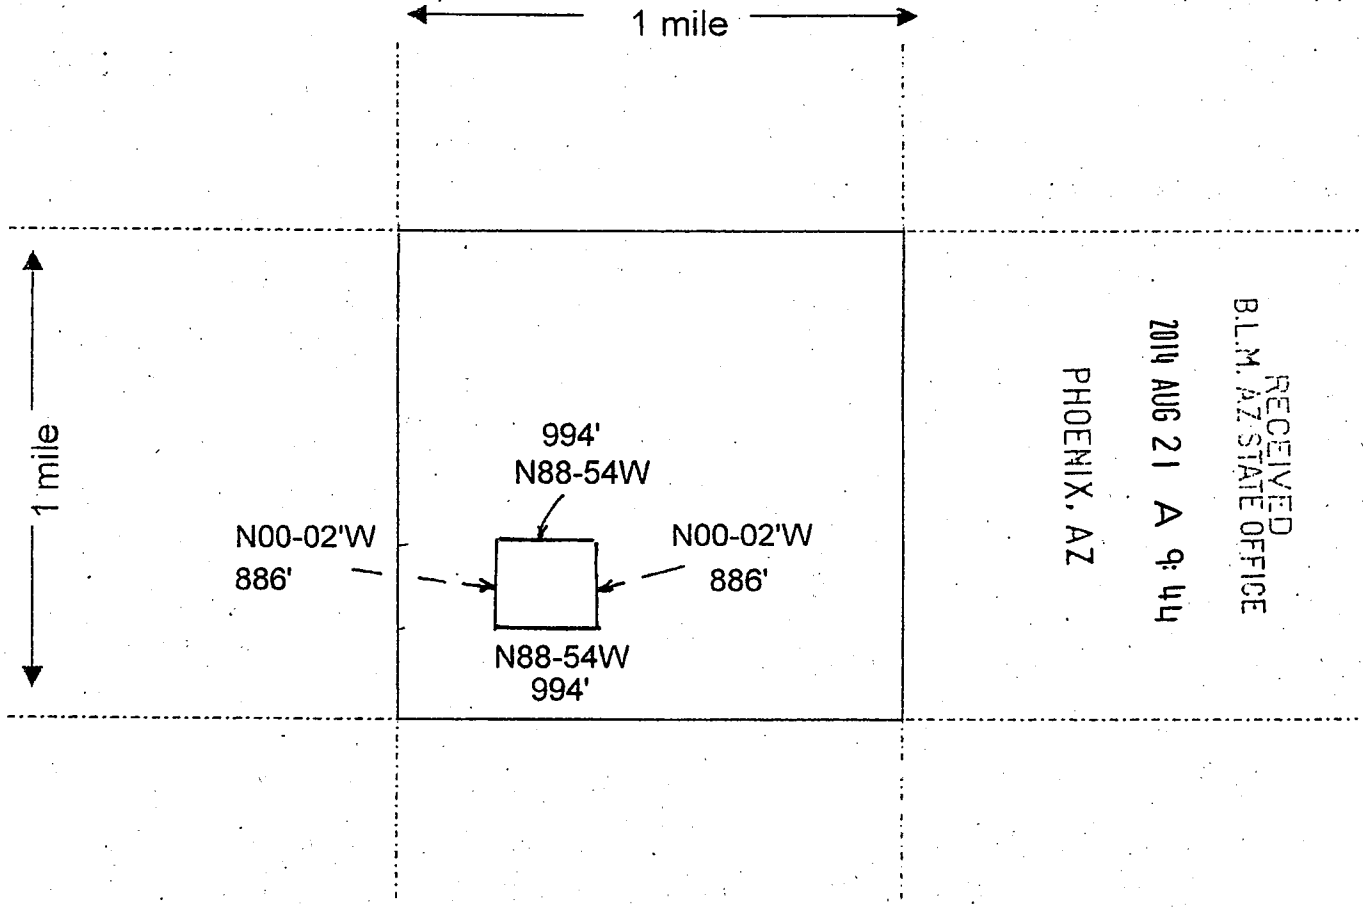 1 mile
1 mile
994'
N88-54W
N00-02'W
886'
N00-02'W
886'
N88-54W
994'
RECEIVED
B.L.M. AZ STATE OFFICE
2014 AUG 21 A 9:44
PHOENIX, AZ